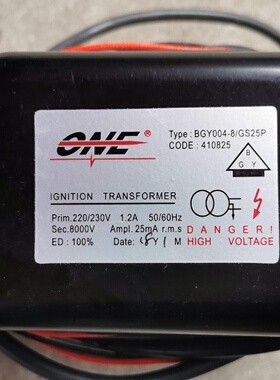 ONE®
Type : BGY004-8/GS25P
CODE : 410825
B
G Y
IGNITION TRANSFORMER
Prim.220/230V 1.2A 50/60Hz
Sec.8000V Ampl.25mA r.m.s
ED : 100% Date: 18Y1M
DANGER!
HIGH VOLTAGE